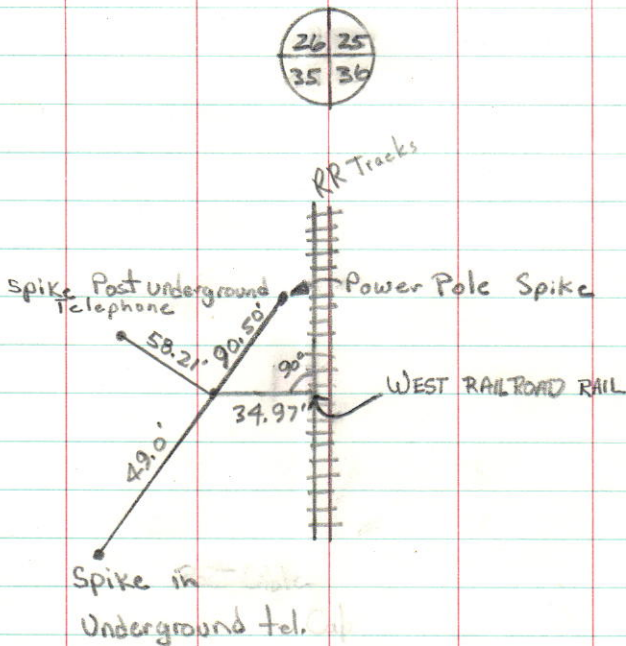 26 25
35 36
RR Tracks
Spike Post underground
Telephone
Power Pole Spike
58.21'
90.50'
90°
34.97'
WEST RAILROAD RAIL
49.0'
Spike in
Underground tel.